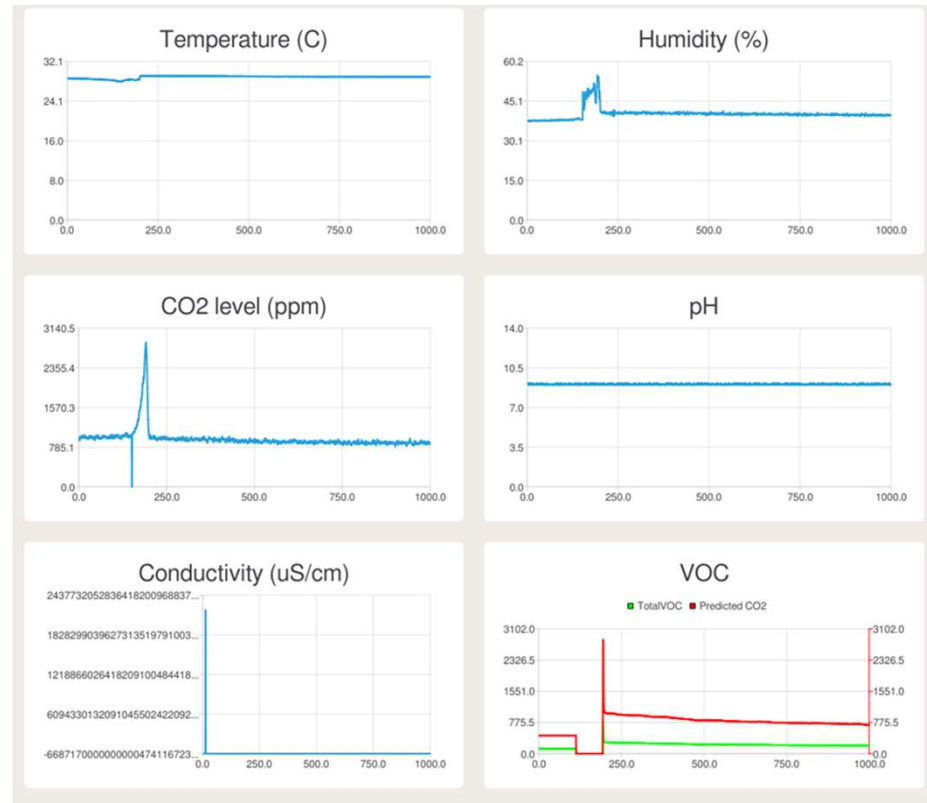 Temperature (C)
32.1
24.1
16.0
8.0
0.0
0.0 250.0 500.0 750.0 1000.0
Humidity (%)
60.2
45.1
30.1
15.0
0.0
0.0 250.0 500.0 750.0 1000.0
CO2 level (ppm)
3140.5
2355.4
1570.3
785.1
0.0
0.0 250.0 500.0 750.0 1000.0
pH
14.0
10.5
7.0
3.5
0.0
0.0 250.0 500.0 750.0 1000.0
Conductivity (uS/cm)
2437732052836418200968837...
1828299039627313519791003...
1218866026418209100484418...
6094330132091045502422092...
-668717000000000474116723...
0.0 250.0 500.0 750.0 1000.0
VOC
TotalVOC Predicted CO2
3102.0 3102.0
2326.5 2326.5
1551.0 1551.0
775.5 775.5
0.0 0.0
0.0 250.0 500.0 750.0 1000.0